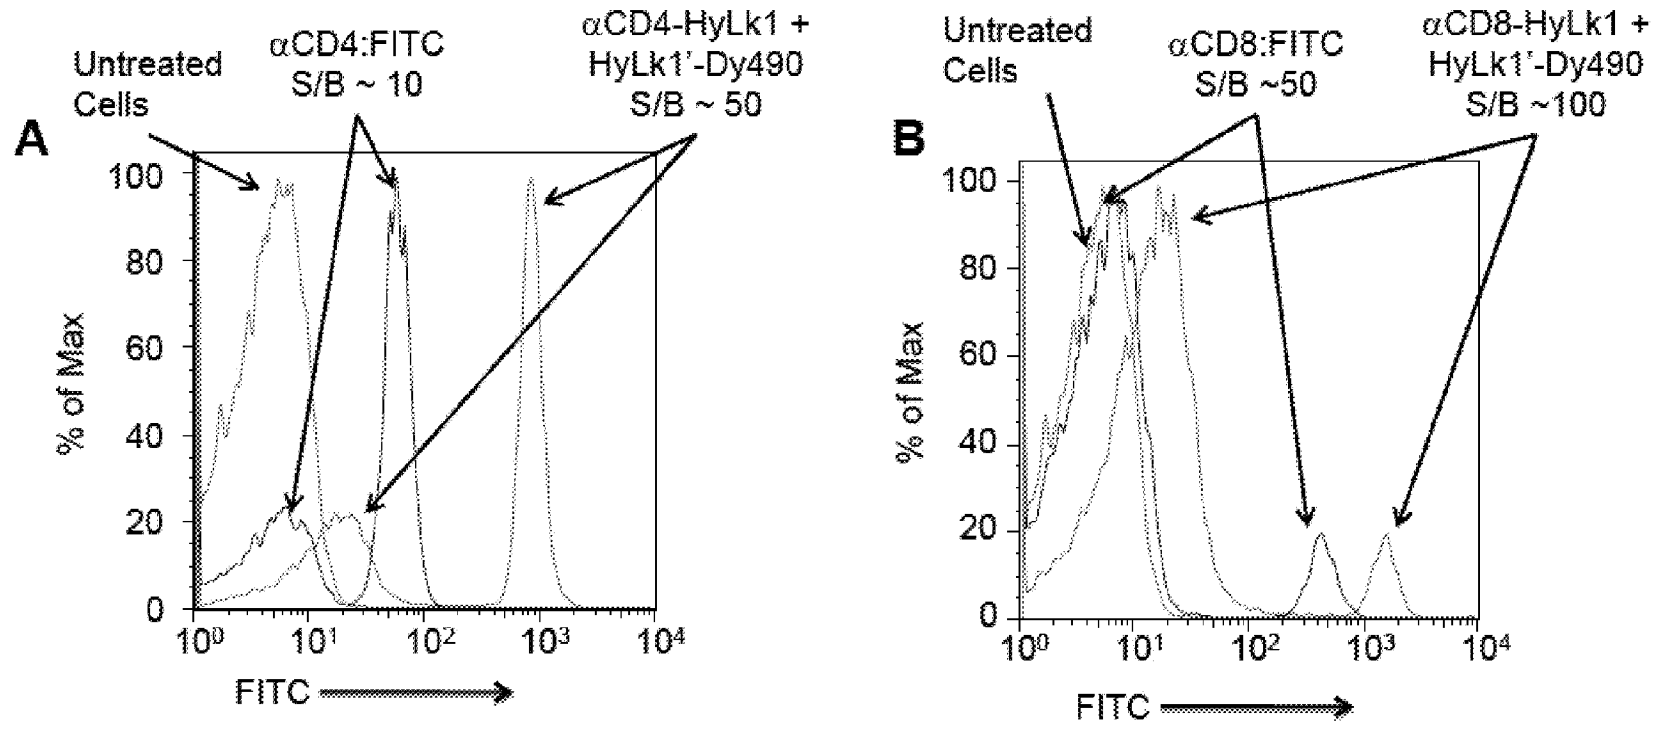 A
Untreated
Cells
αCD4:FITC
S/B ~ 10
αCD4-HyLk1 +
HyLk1'-Dy490
S/B ~ 50
% of Max
100
80
60
40
20
0
10⁰ 10¹ 10² 10³ 10⁴
FITC
B
Untreated
Cells
αCD8:FITC
S/B ~50
αCD8-HyLk1 +
HyLk1'-Dy490
S/B ~100
% of Max
100
80
60
40
20
0
10⁰ 10¹ 10² 10³ 10⁴
FITC